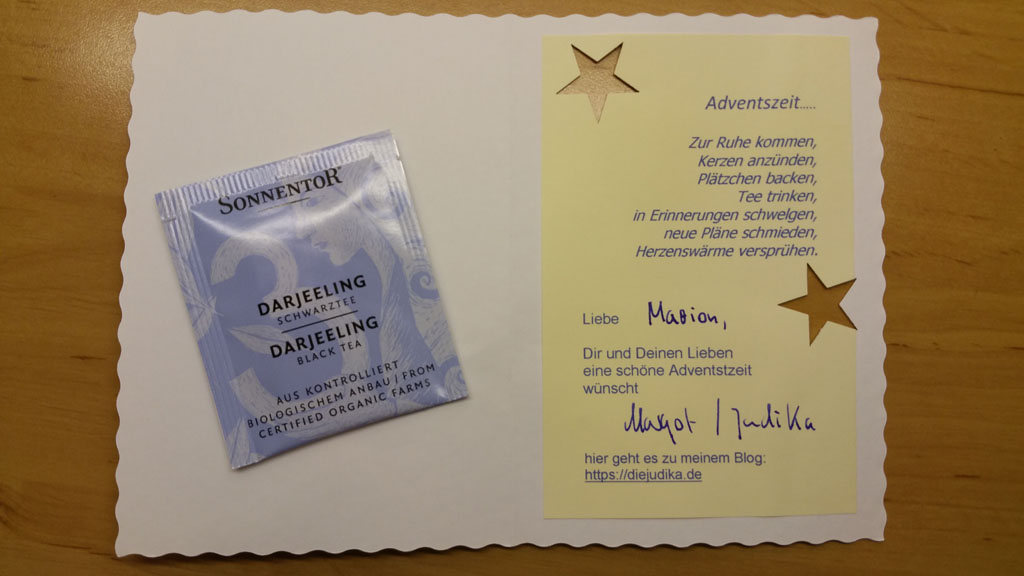 SONNENTOR
3
DARJEELING
SCHWARZTEE
DARJEELING
BLACK TEA
AUS KONTROLLIERT
BIOLOGISCHEM ANBAU / FROM
CERTIFIED ORGANIC FARMS
Adventszeit.....
Zur Ruhe kommen,
Kerzen anzünden,
Plätzchen backen,
Tee trinken,
in Erinnerungen schwelgen,
neue Pläne schmieden,
Herzenswärme versprühen.
Liebe Marion,
Dir und Deinen Lieben
eine schöne Adventstzeit
wünscht
Margot / Judika
hier geht es zu meinem Blog:
https://diejudika.de